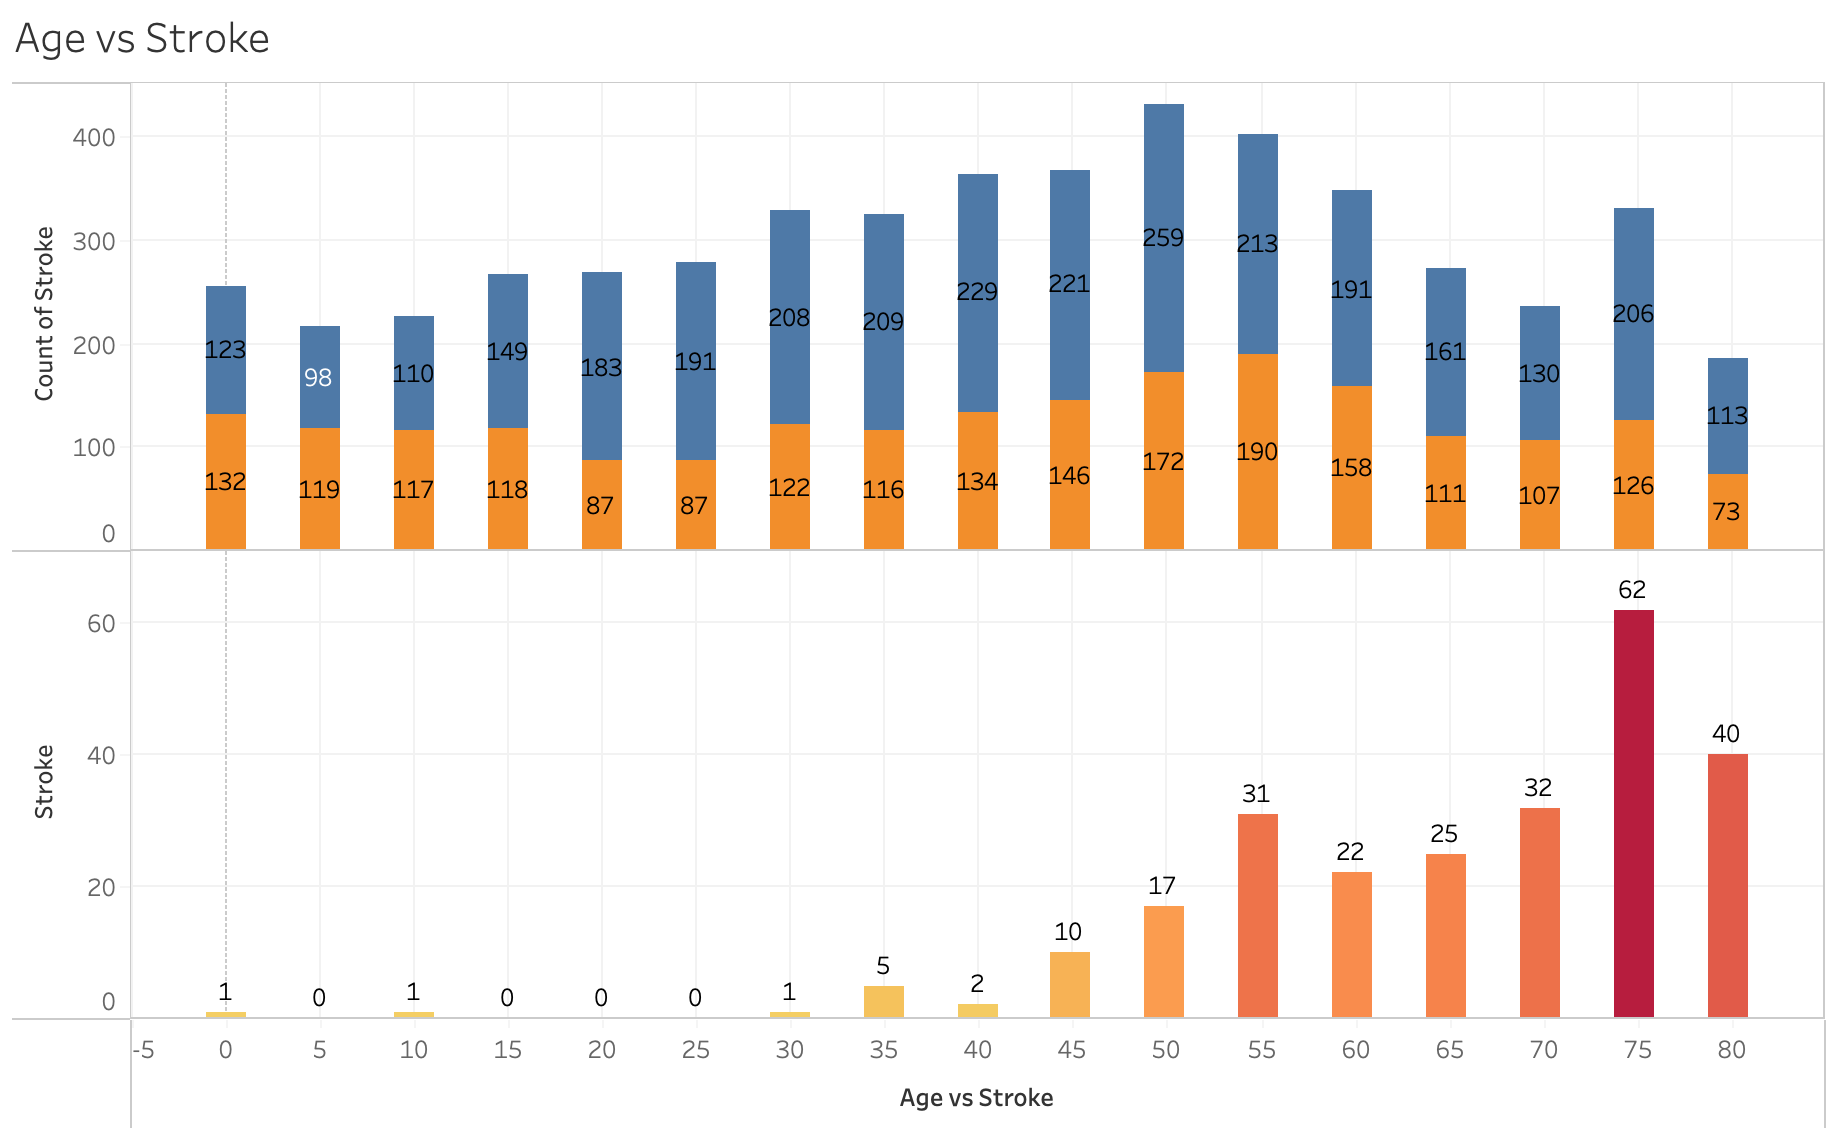 Age vs Stroke
Count of Stroke
400
300
200
100
0
123 98 110 149 183 191 208 209 229 221 259 213 191 161 130 206 113
132 119 117 118 87 87 122 116 134 146 172 190 158 111 107 126 73
Stroke
60
40
20
0
1 0 1 0 0 0 1 5 2 10 17 31 22 25 32 62 40
-5 0 5 10 15 20 25 30 35 40 45 50 55 60 65 70 75 80
Age vs Stroke